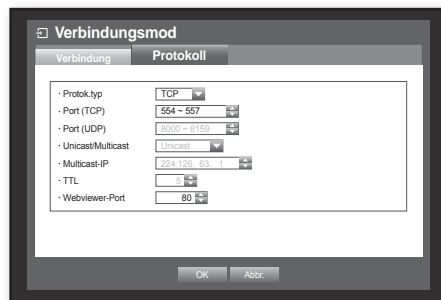 Verbindungsmod
Verbindung Protokoll
· Protok.typ TCP
· Port (TCP) 554 ~ 557
· Port (UDP) 8000 ~ 8159
· Unicast/Multicast Unicast
· Multicast-IP 224.126. 63. 1
· TTL 5
· Webviewer-Port 80
OK Abbr.